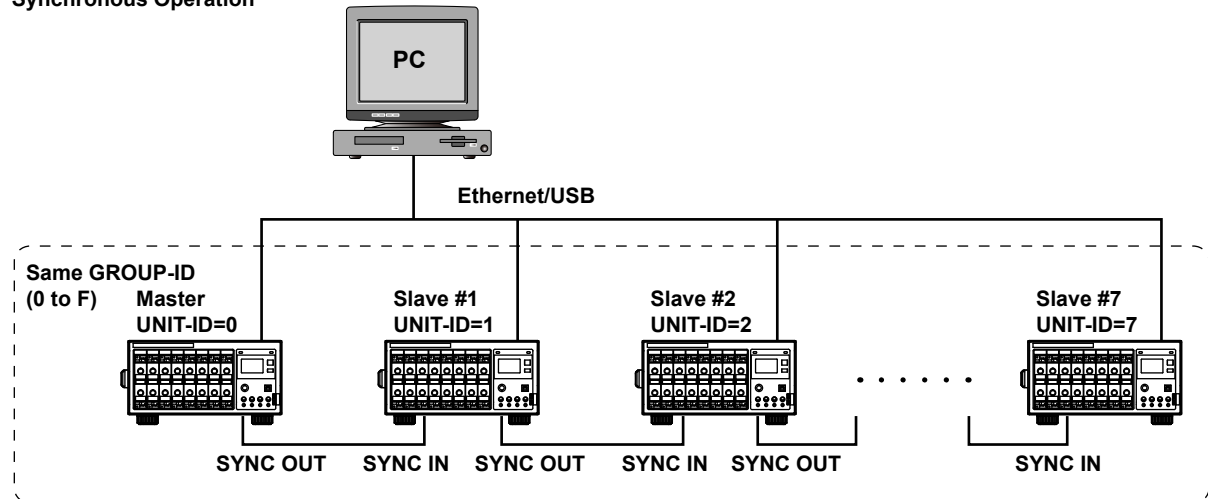 Synchronous Operation
PC
Ethernet/USB
Same GROUP-ID
(0 to F)
Master
UNIT-ID=0
Slave #1
UNIT-ID=1
Slave #2
UNIT-ID=2
Slave #7
UNIT-ID=7
SYNC OUT
SYNC IN
SYNC OUT
SYNC IN
SYNC OUT
SYNC IN